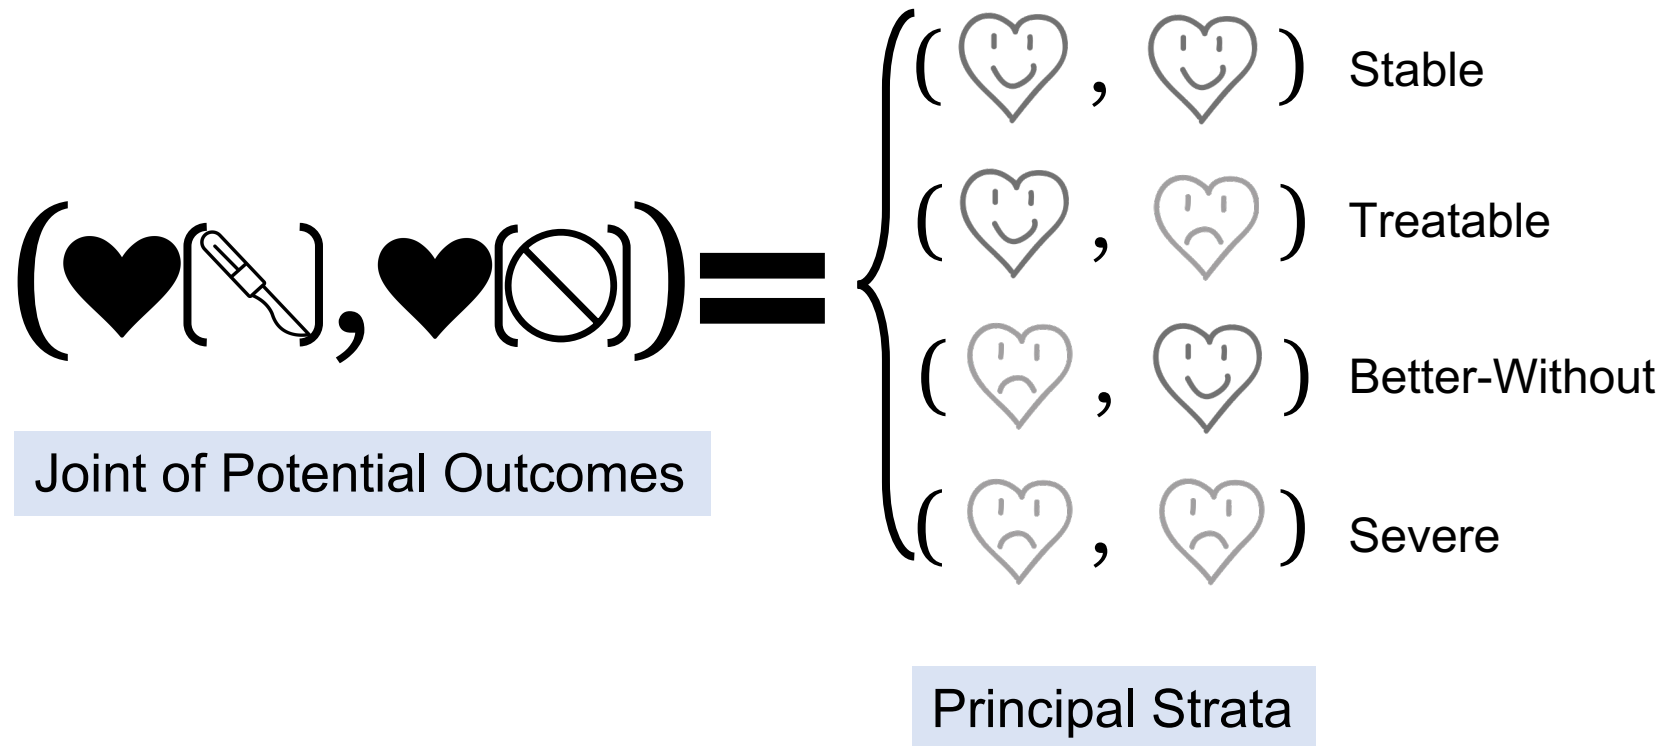 Stable
Treatable
Better-Without
Severe
Joint of Potential Outcomes
Principal Strata